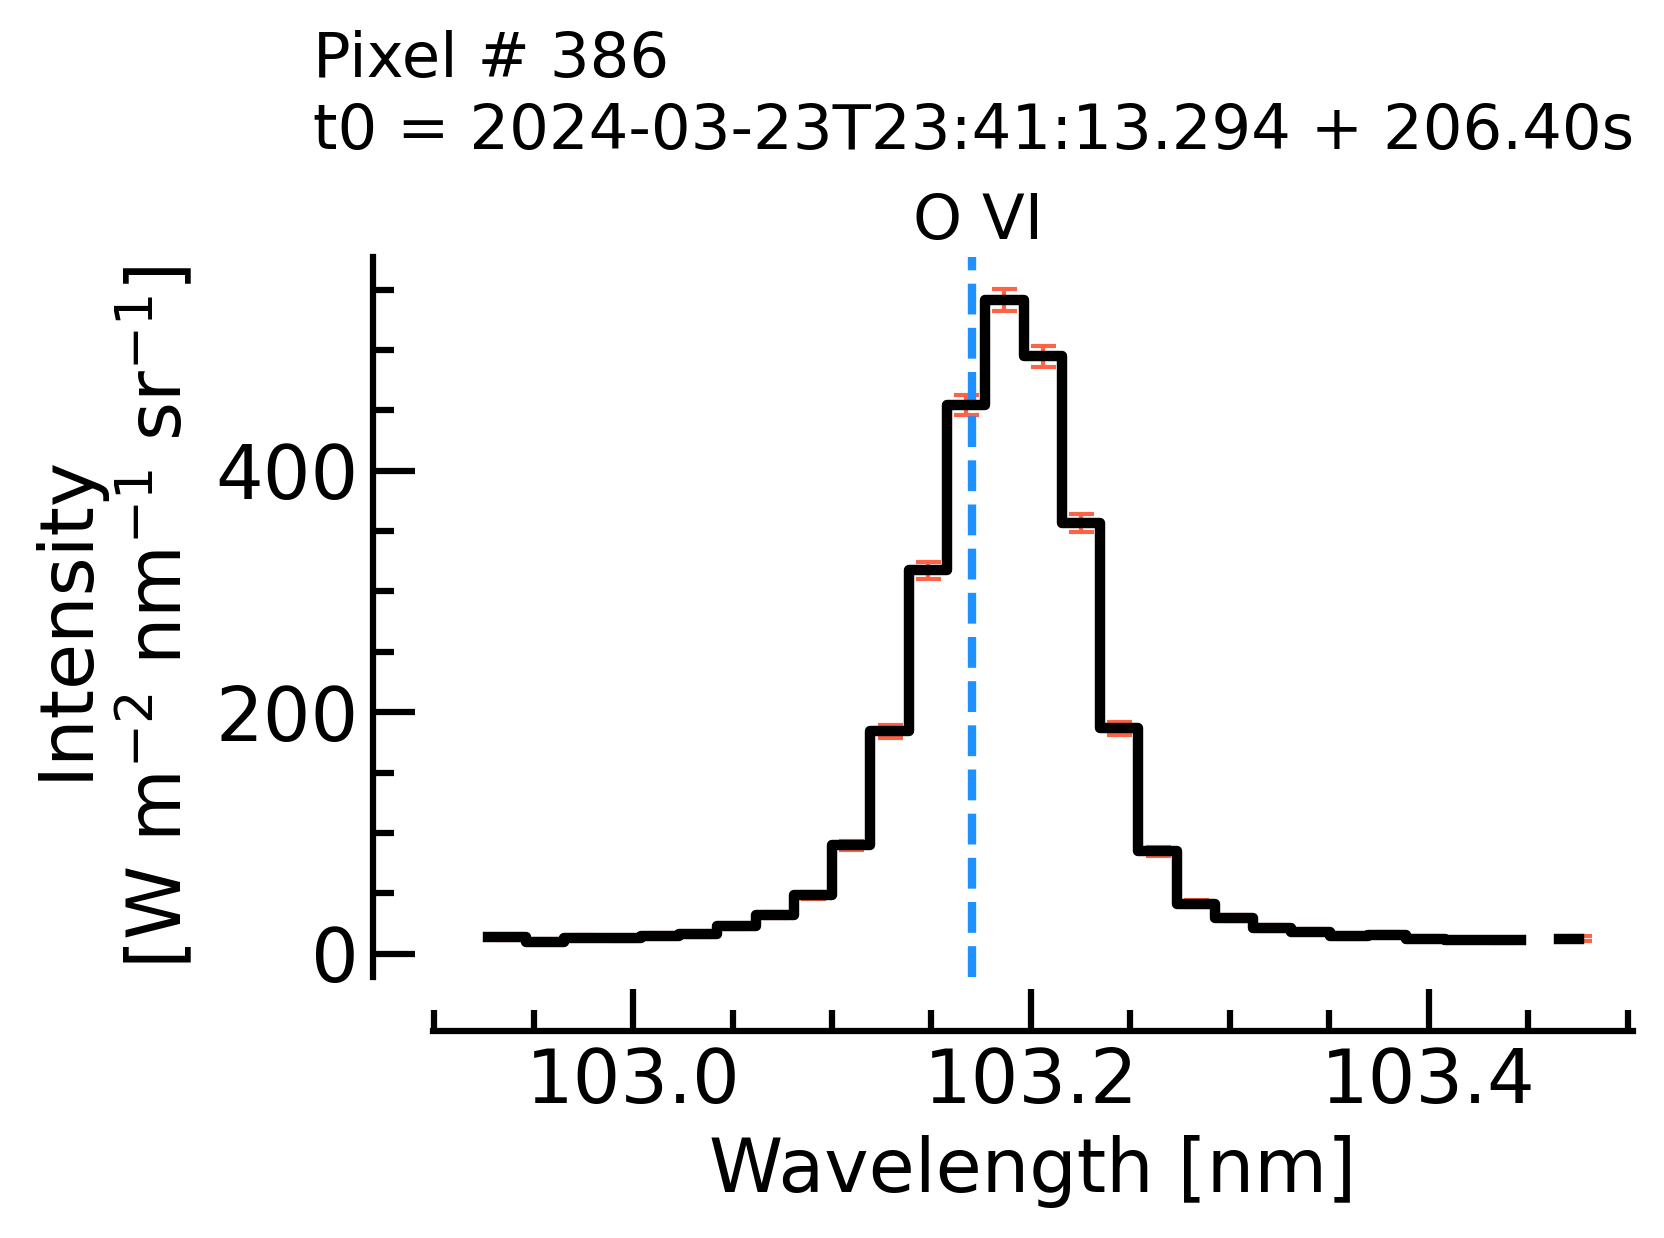 Pixel # 386
t0 = 2024-03-23T23:41:13.294 + 206.40s
O VI
Intensity
[W m⁻² nm⁻¹ sr⁻¹]
400
200
0
103.0
103.2
103.4
Wavelength [nm]